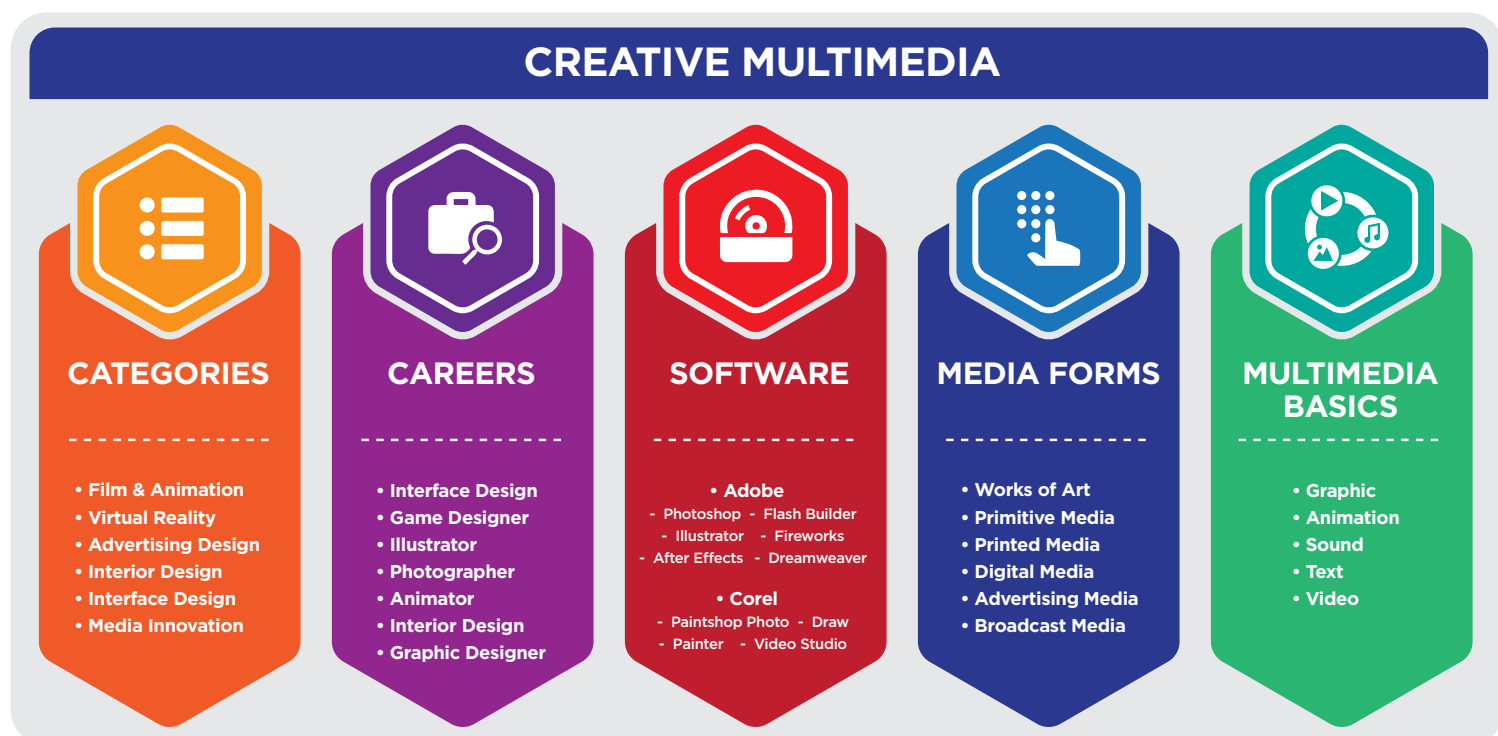 CREATIVE MULTIMEDIA
CATEGORIES
• Film & Animation
• Virtual Reality
• Advertising Design
• Interior Design
• Interface Design
• Media Innovation
CAREERS
• Interface Design
• Game Designer
• Illustrator
• Photographer
• Animator
• Interior Design
• Graphic Designer
SOFTWARE
• Adobe
- Photoshop - Flash Builder
- Illustrator - Fireworks
- After Effects - Dreamweaver
• Corel
- Paintshop Photo - Draw
- Painter - Video Studio
MEDIA FORMS
• Works of Art
• Primitive Media
• Printed Media
• Digital Media
• Advertising Media
• Broadcast Media
MULTIMEDIA
BASICS
• Graphic
• Animation
• Sound
• Text
• Video